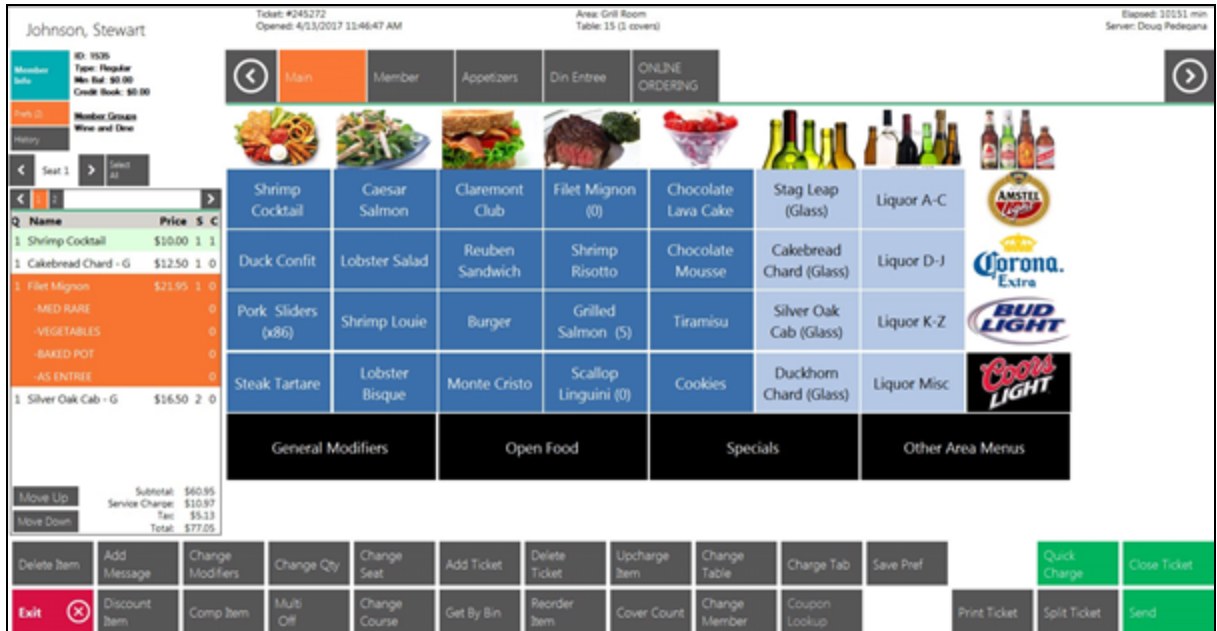 Johnson, Stewart
Ticket: #245272
Opened: 4/13/2017 11:46:47 AM
Area: Grill Room
Table: 15 (1 covers)
Elapsed: 10151 min
Server: Doug Pedegana
Member Info
ID: 1535
Type: Regular
Min Bal: $0.00
Credit Book: $0.00
Prefs (2)
Member Groups
Wine and Dine
History
Seat 1
Select All
1 2
Main
Member
Appetizers
Din Entree
ONLINE ORDERING
Q Name Price S C
1 Shrimp Cocktail $10.00 1 1
1 Cakebread Chard - G $12.50 1 0
1 Filet Mignon $21.95 1 0
-MED RARE 0
-VEGETABLES 0
-BAKED POT 0
-AS ENTREE 0
1 Silver Oak Cab - G $16.50 2 0
Move Up
Move Down
Subtotal: $60.95
Service Charge: $10.97
Tax: $5.13
Total: $77.05
Shrimp Cocktail
Caesar Salmon
Claremont Club
Filet Mignon (0)
Chocolate Lava Cake
Stag Leap (Glass)
Liquor A-C
AMSTEL Light
Duck Confit
Lobster Salad
Reuben Sandwich
Shrimp Risotto
Chocolate Mousse
Cakebread Chard (Glass)
Liquor D-J
Corona. Extra
Pork Sliders (x86)
Shrimp Louie
Burger
Grilled Salmon (5)
Tiramisu
Silver Oak Cab (Glass)
Liquor K-Z
BUD LIGHT
Steak Tartare
Lobster Bisque
Monte Cristo
Scallop Linguini (0)
Cookies
Duckhorn Chard (Glass)
Liquor Misc
Coors LIGHT
General Modifiers
Open Food
Specials
Other Area Menus
Delete Item
Add Message
Change Modifiers
Change Qty
Change Seat
Add Ticket
Delete Ticket
Upcharge Item
Change Table
Charge Tab
Save Pref
Quick Charge
Close Ticket
Exit
Discount Item
Comp Item
Multi Off
Change Course
Get By Bin
Reorder Item
Cover Count
Change Member
Coupon Lookup
Print Ticket
Split Ticket
Send